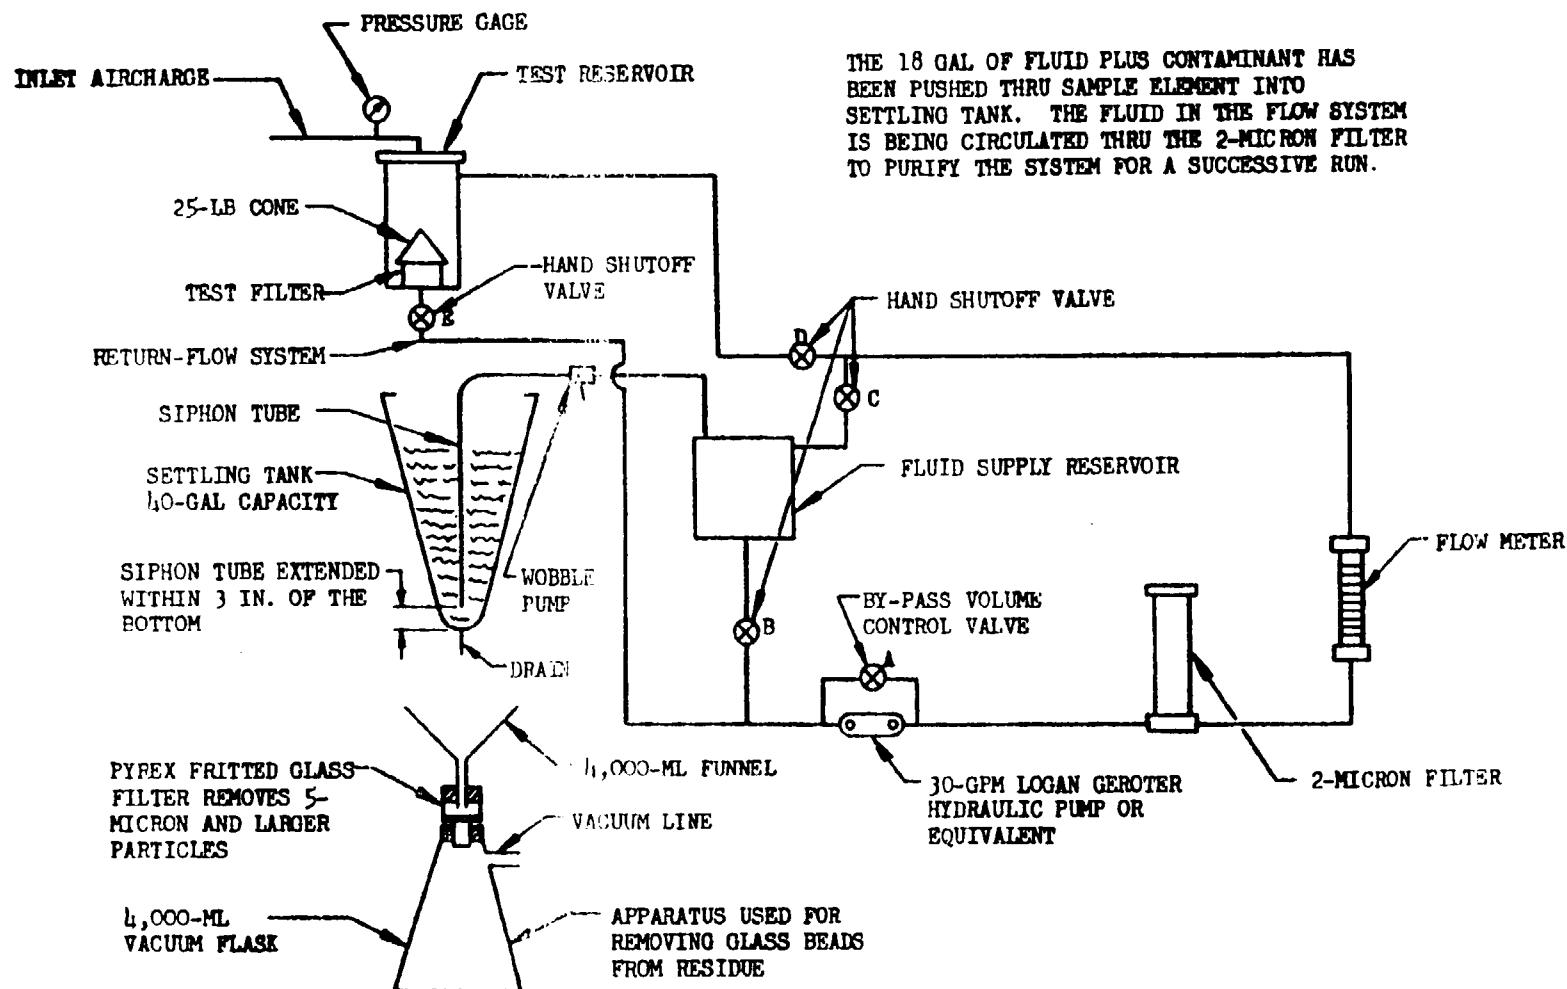 PRESSURE GAGE
INLET AIRCHARGE
TEST RESERVOIR
THE 18 GAL OF FLUID PLUS CONTAMINANT HAS
BEEN PUSHED THRU SAMPLE ELEMENT INTO
SETTLING TANK. THE FLUID IN THE FLOW SYSTEM
IS BEING CIRCULATED THRU THE 2-MICRON FILTER
TO PURIFY THE SYSTEM FOR A SUCCESSIVE RUN.
25-LB CONE
HAND SHUTOFF
VALVE
TEST FILTER
E
HAND SHUTOFF VALVE
D
RETURN-FLOW SYSTEM
C
SIPHON TUBE
SETTLING TANK
40-GAL CAPACITY
FLUID SUPPLY RESERVOIR
FLOW METER
SIPHON TUBE EXTENDED
WITHIN 3 IN. OF THE
BOTTOM
WOBBLE
PUMP
B
BY-PASS VOLUME
CONTROL VALVE
A
DRAIN
4,000-ML FUNNEL
PYREX FRITTED GLASS
FILTER REMOVES 5-
MICRON AND LARGER
PARTICLES
30-GPM LOGAN GEROTER
HYDRAULIC PUMP OR
EQUIVALENT
2-MICRON FILTER
VACUUM LINE
4,000-ML
VACUUM FLASK
APPARATUS USED FOR
REMOVING GLASS BEADS
FROM RESIDUE